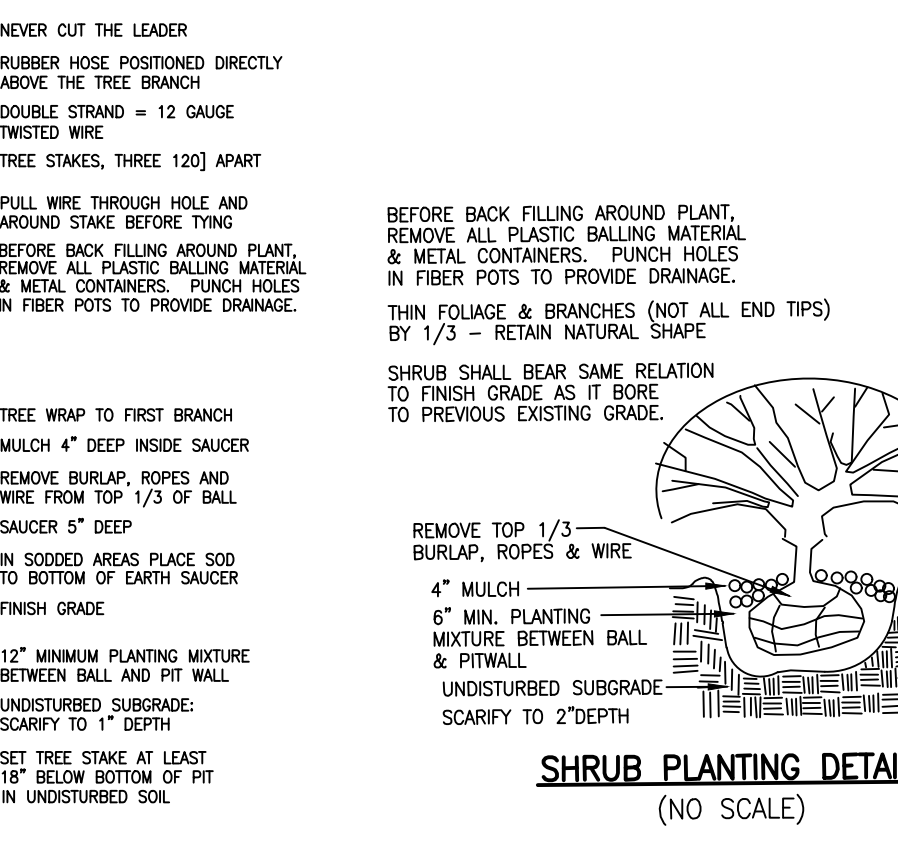 NEVER CUT THE LEADER
RUBBER HOSE POSITIONED DIRECTLY
ABOVE THE TREE BRANCH
DOUBLE STRAND = 12 GAUGE
TWISTED WIRE
TREE STAKES, THREE 120] APART
PULL WIRE THROUGH HOLE AND
AROUND STAKE BEFORE TYING
BEFORE BACK FILLING AROUND PLANT,
REMOVE ALL PLASTIC BALLING MATERIAL
& METAL CONTAINERS. PUNCH HOLES
IN FIBER POTS TO PROVIDE DRAINAGE.
TREE WRAP TO FIRST BRANCH
MULCH 4" DEEP INSIDE SAUCER
REMOVE BURLAP, ROPES AND
WIRE FROM TOP 1/3 OF BALL
SAUCER 5" DEEP
IN SODDED AREAS PLACE SOD
TO BOTTOM OF EARTH SAUCER
FINISH GRADE
12" MINIMUM PLANTING MIXTURE
BETWEEN BALL AND PIT WALL
UNDISTURBED SUBGRADE:
SCARIFY TO 1" DEPTH
SET TREE STAKE AT LEAST
18" BELOW BOTTOM OF PIT
IN UNDISTURBED SOIL
BEFORE BACK FILLING AROUND PLANT,
REMOVE ALL PLASTIC BALLING MATERIAL
& METAL CONTAINERS. PUNCH HOLES
IN FIBER POTS TO PROVIDE DRAINAGE.
THIN FOLIAGE & BRANCHES (NOT ALL END TIPS)
BY 1/3 – RETAIN NATURAL SHAPE
SHRUB SHALL BEAR SAME RELATION
TO FINISH GRADE AS IT BORE
TO PREVIOUS EXISTING GRADE.
REMOVE TOP 1/3
BURLAP, ROPES & WIRE
4" MULCH
6" MIN. PLANTING
MIXTURE BETWEEN BALL
& PITWALL
UNDISTURBED SUBGRADE
SCARIFY TO 2"DEPTH
SHRUB PLANTING DETAI
(NO SCALE)